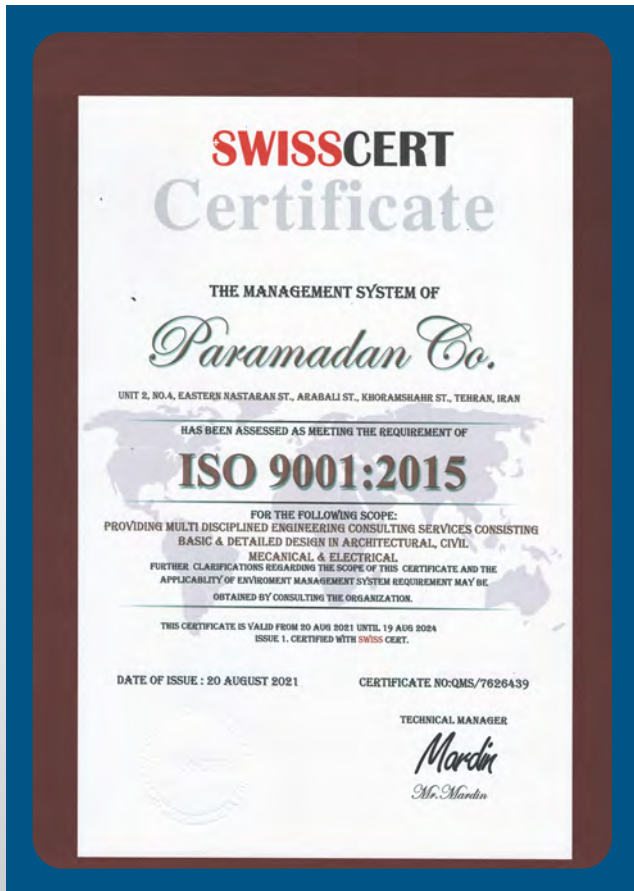 SWISSCERT
Certificate
THE MANAGEMENT SYSTEM OF
Paramadan Co.
UNIT 2, NO.4, EASTERN NASTARAN ST., ARABALI ST., KHORAMSHAHR ST., TEHRAN, IRAN
HAS BEEN ASSESSED AS MEETING THE REQUIREMENT OF
ISO 9001:2015
FOR THE FOLLOWING SCOPE:
PROVIDING MULTI DISCIPLINED ENGINEERING CONSULTING SERVICES CONSISTING
BASIC & DETAILED DESIGN IN ARCHITECTURAL, CIVIL
MECANICAL & ELECTRICAL
FURTHER CLARIFICATIONS REGARDING THE SCOPE OF THIS CERTIFICATE AND THE
APPLICABLITY OF ENVIROMENT MANAGEMENT SYSTEM REQUIREMENT MAY BE
OBTAINED BY CONSULTING THE ORGANIZATION.
THIS CERTIFICATE IS VALID FROM 20 AUG 2021 UNTIL 19 AUG 2024
ISSUE 1. CERTIFIED WITH SWISS CERT.
DATE OF ISSUE : 20 AUGUST 2021
CERTIFICATE NO:QMS/7626439
TECHNICAL MANAGER
Mardin
Mr. Mardin